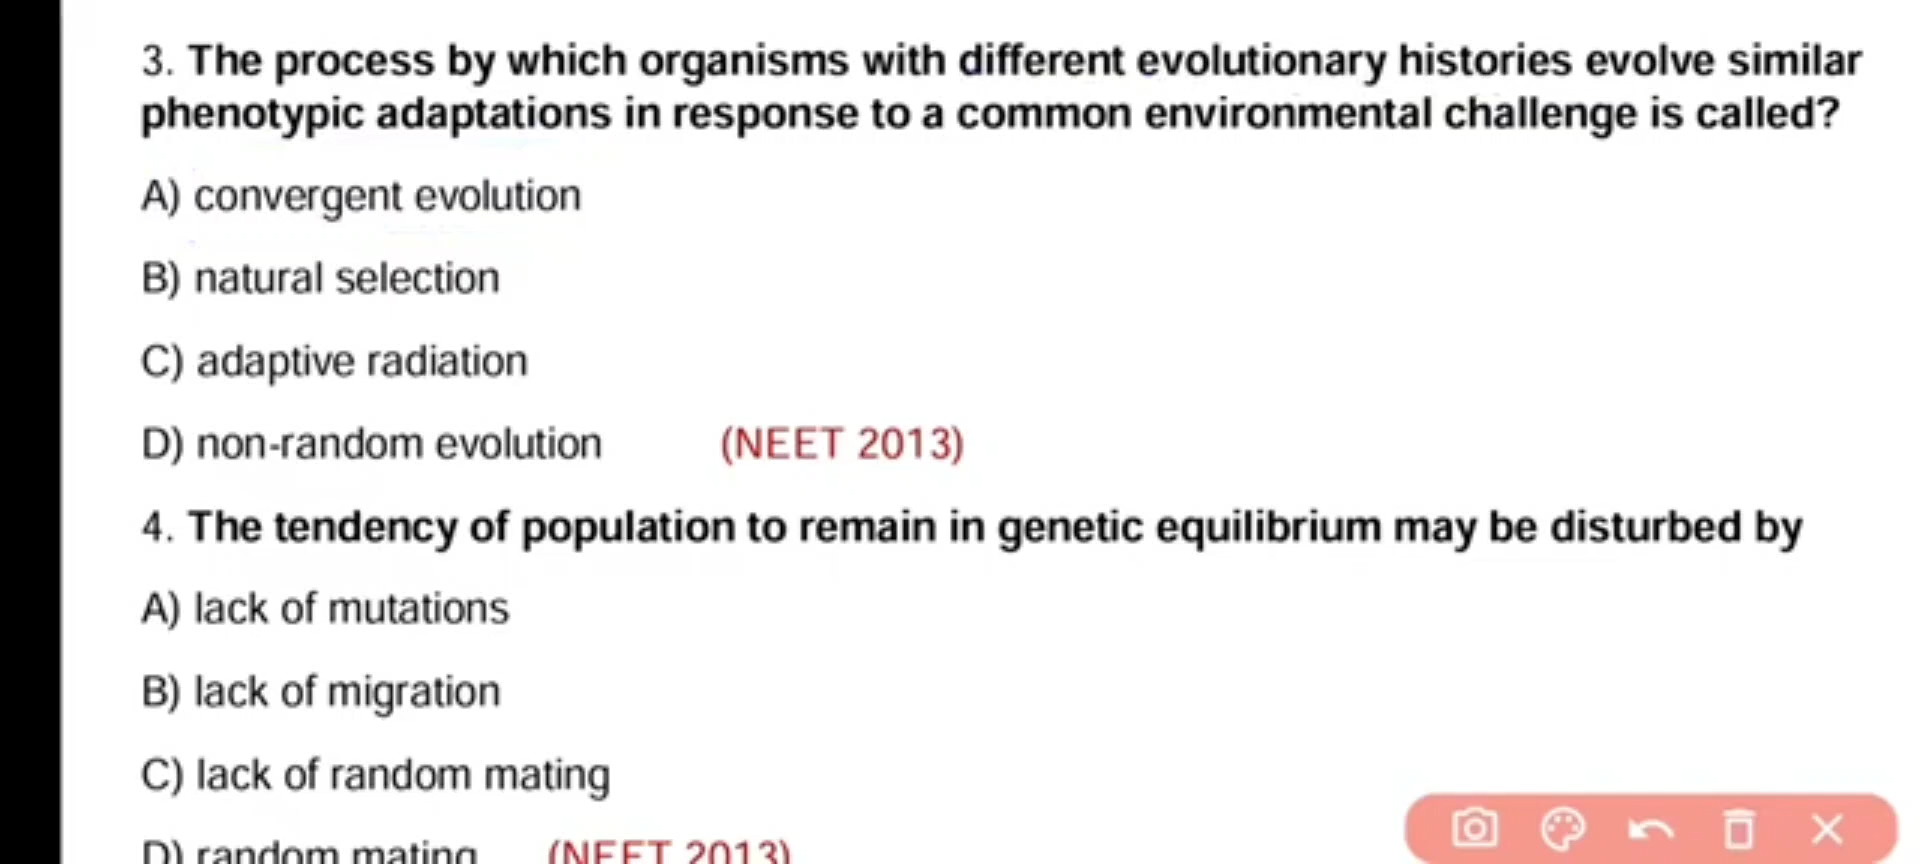 3. The process by which organisms with different evolutionary histories evolve similar
phenotypic adaptations in response to a common environmental challenge is called?
A) convergent evolution
B) natural selection
C) adaptive radiation
D) non-random evolution (NEET 2013)
4. The tendency of population to remain in genetic equilibrium may be disturbed by
A) lack of mutations
B) lack of migration
C) lack of random mating
D) random mating (NEET 2013)